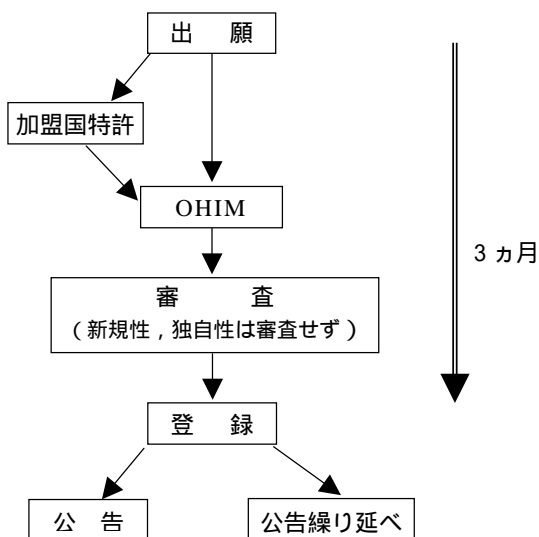 出 願
加盟国特許
OHIM
3 ヵ月
審 査
(新規性,独自性は審査せず)
登 録
公 告
公告繰り延べ